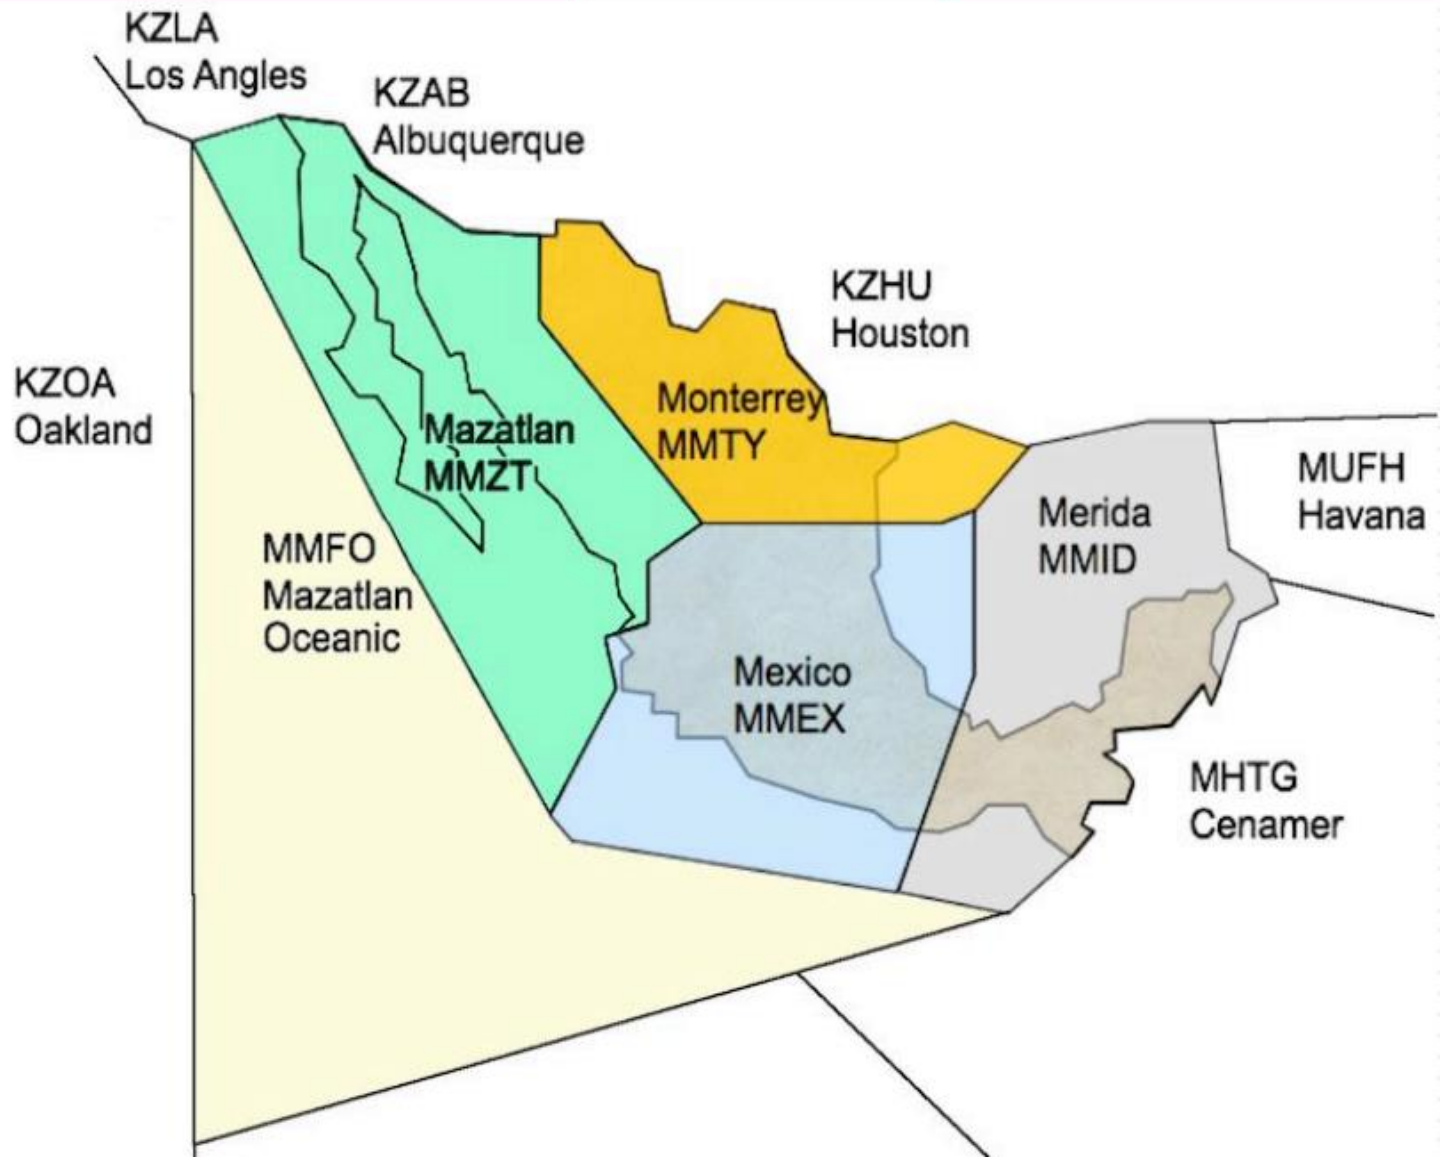 KZLA
Los Angles
KZAB
Albuquerque
KZHU
Houston
KZOA
Oakland
Monterrey
MMTY
Mazatlan
MMZT
MUFH
Havana
Merida
MMID
MMFO
Mazatlan
Oceanic
Mexico
MMEX
MHTG
Cenamer